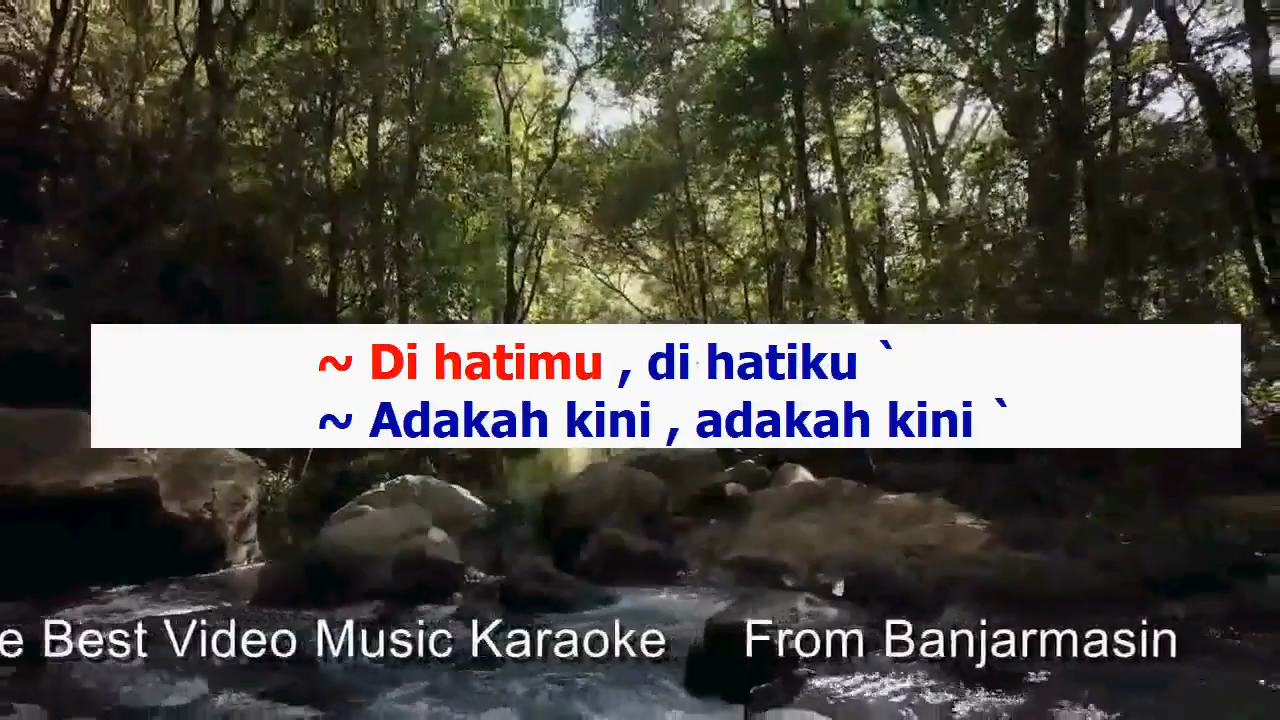 ~ Di hatimu , di hatiku `
~ Adakah kini , adakah kini `
e Best Video Music Karaoke From Banjarmasin